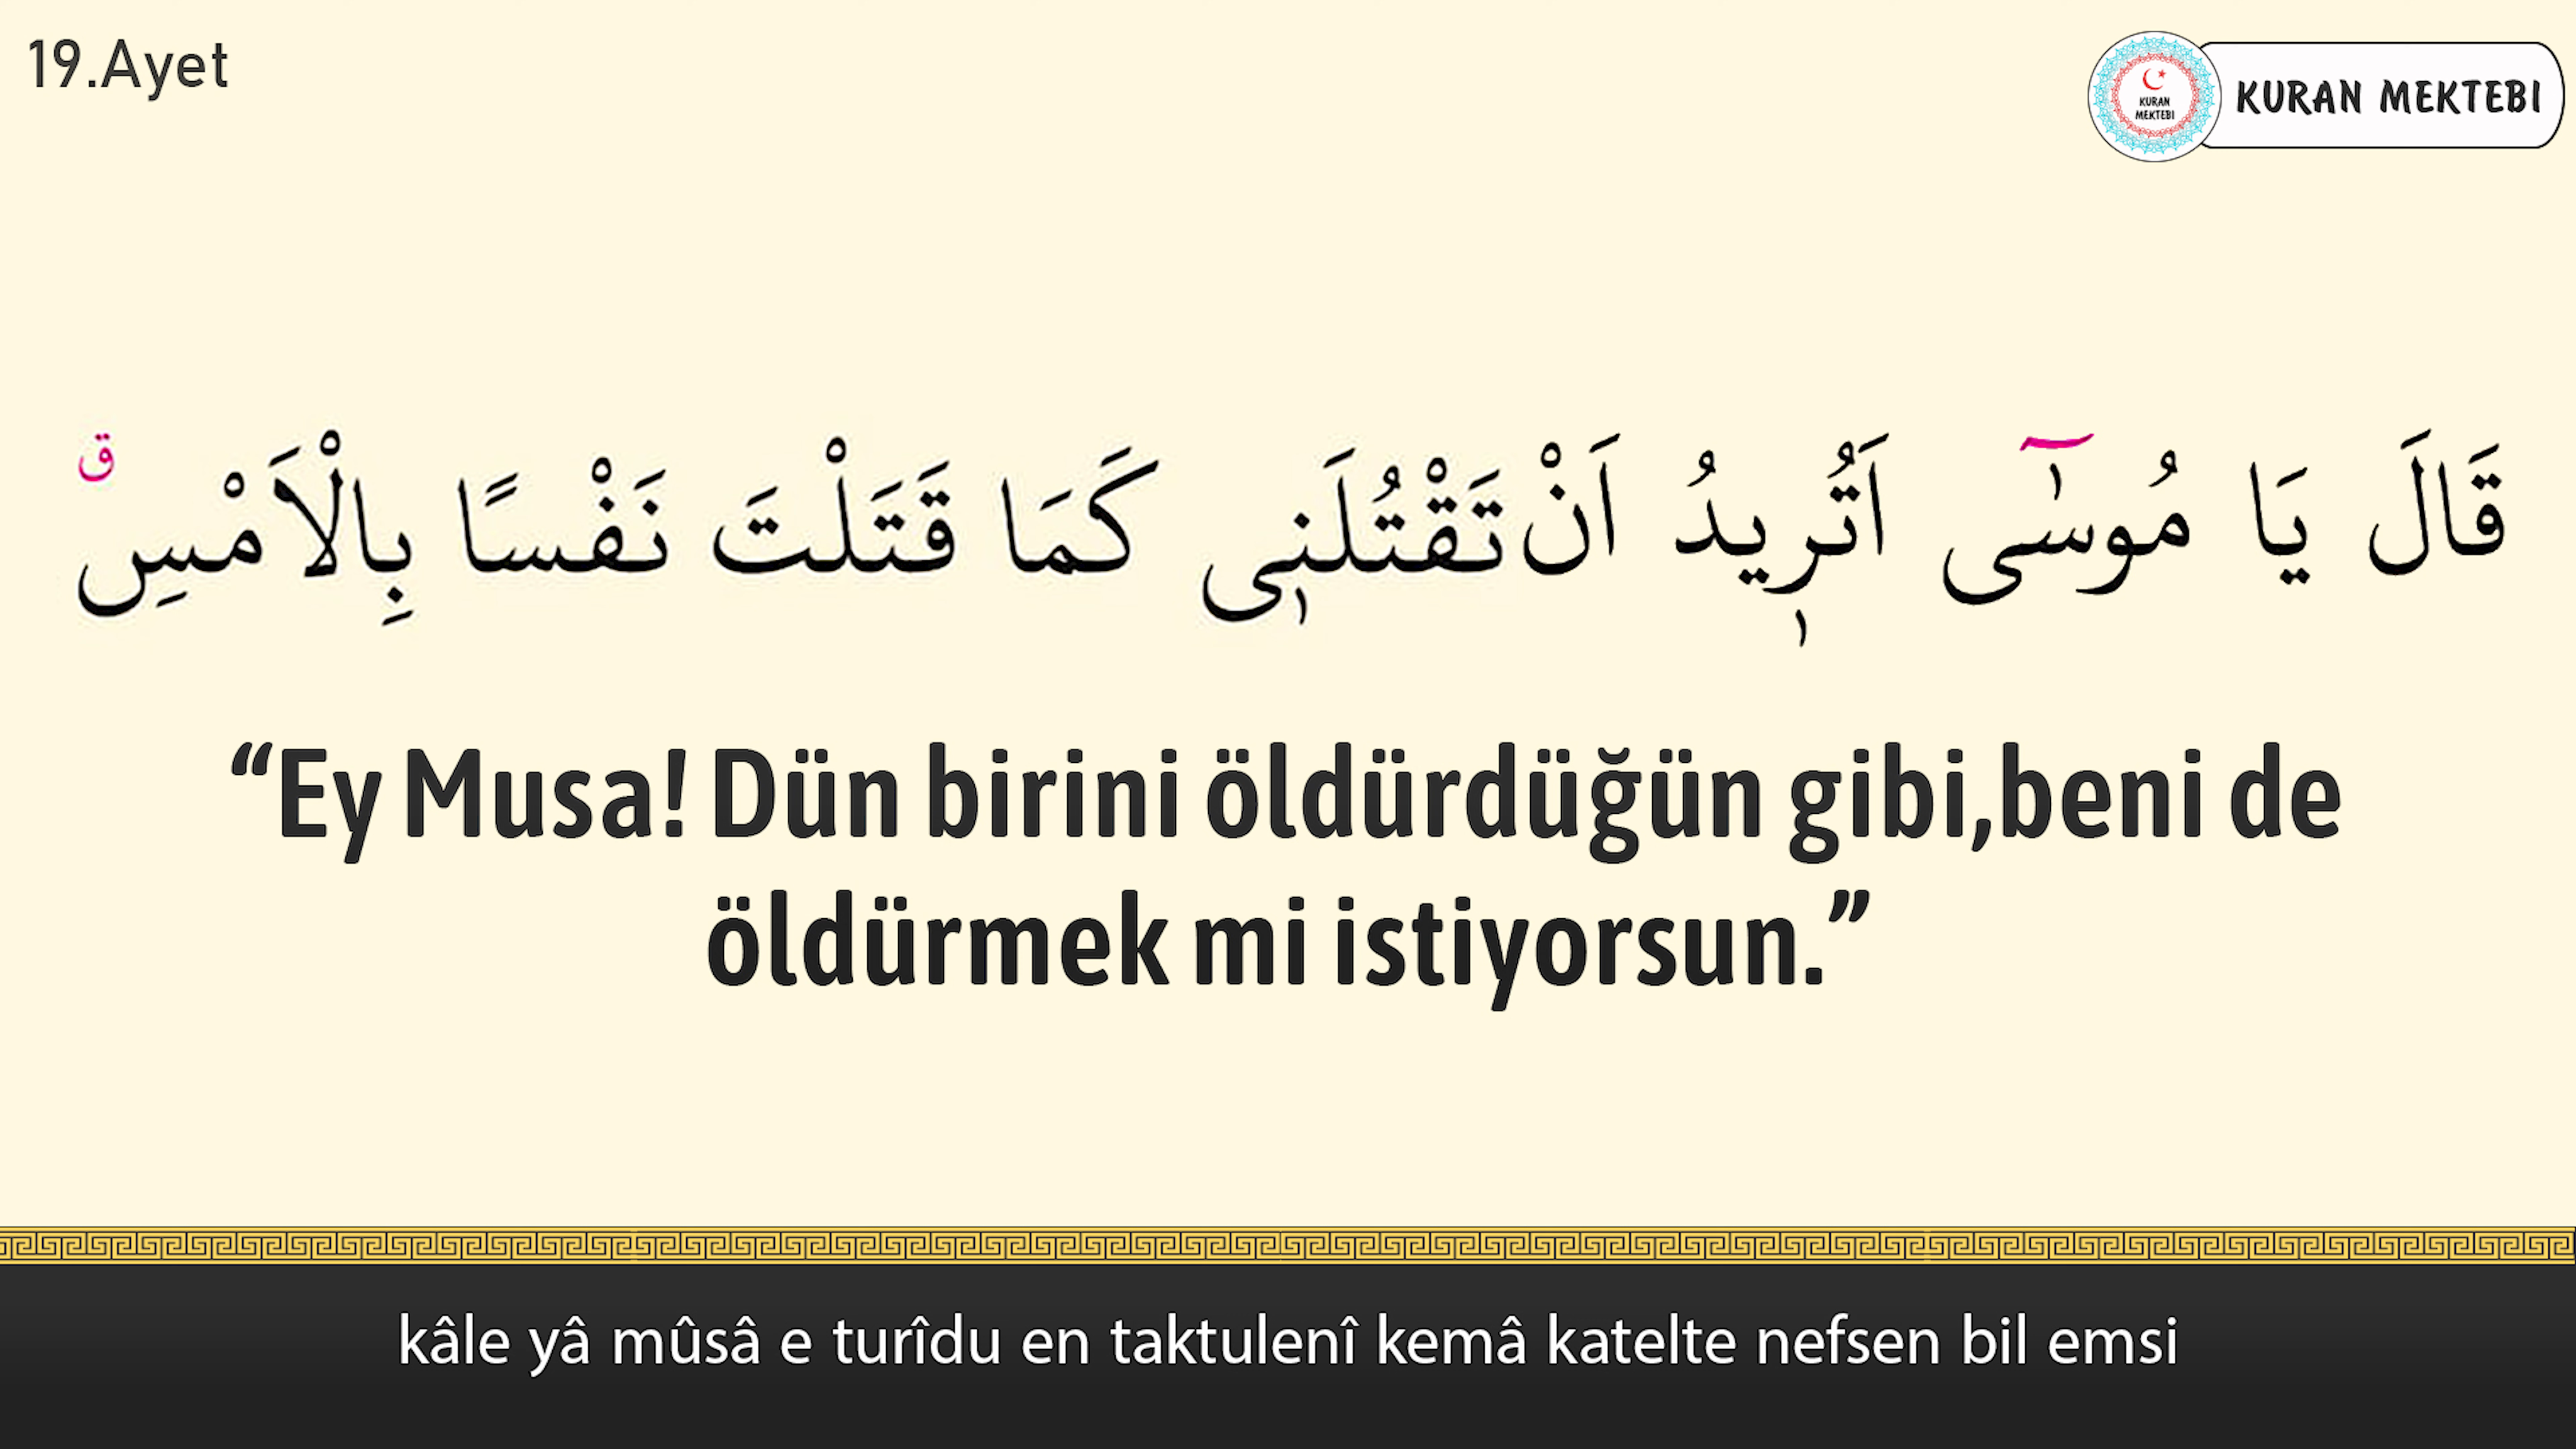 19.Ayet
KURAN
MEKTEBI
KURAN MEKTEBI
قَالَ يَا مُوسٰٓى اَتُر۪يدُ اَنْ تَقْتُلَن۪ى كَمَا قَتَلْتَ نَفْسًا بِالْاَمْسِۗ ق
“Ey Musa! Dün birini öldürdüğün gibi,beni de
öldürmek mi istiyorsun.”
kâle yâ mûsâ e turîdu en taktulenî kemâ katelte nefsen bil emsi